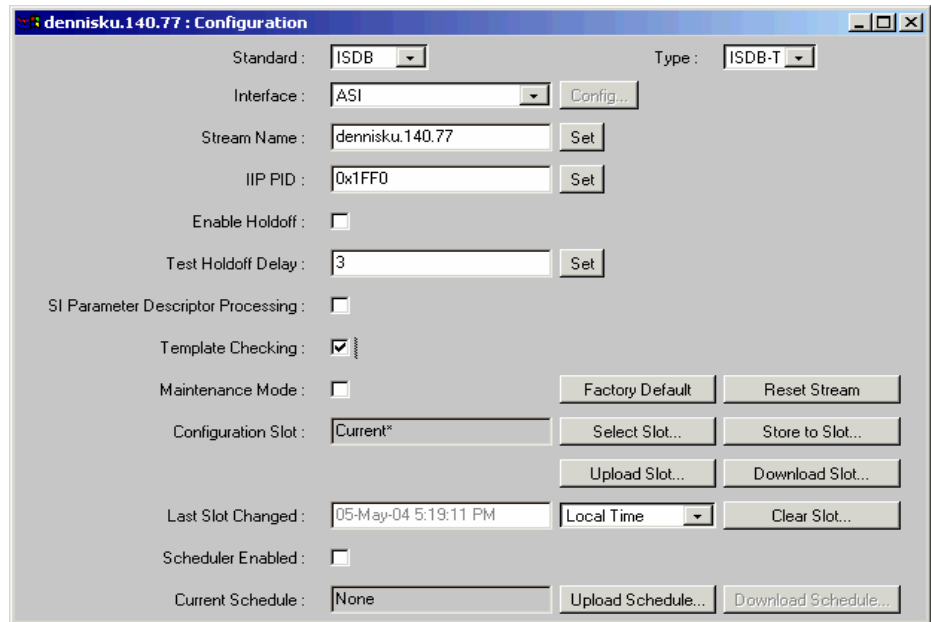 dennisku.140.77 : Configuration
Standard : ISDB Type : ISDB-T
Interface : ASI Config...
Stream Name : dennisku.140.77 Set
IIP PID : 0x1FF0 Set
Enable Holdoff :
Test Holdoff Delay : 3 Set
SI Parameter Descriptor Processing :
Template Checking :
Maintenance Mode : Factory Default Reset Stream
Configuration Slot : Current* Select Slot... Store to Slot...
Upload Slot... Download Slot...
Last Slot Changed : 05-May-04 5:19:11 PM Local Time Clear Slot...
Scheduler Enabled :
Current Schedule : None Upload Schedule... Download Schedule...